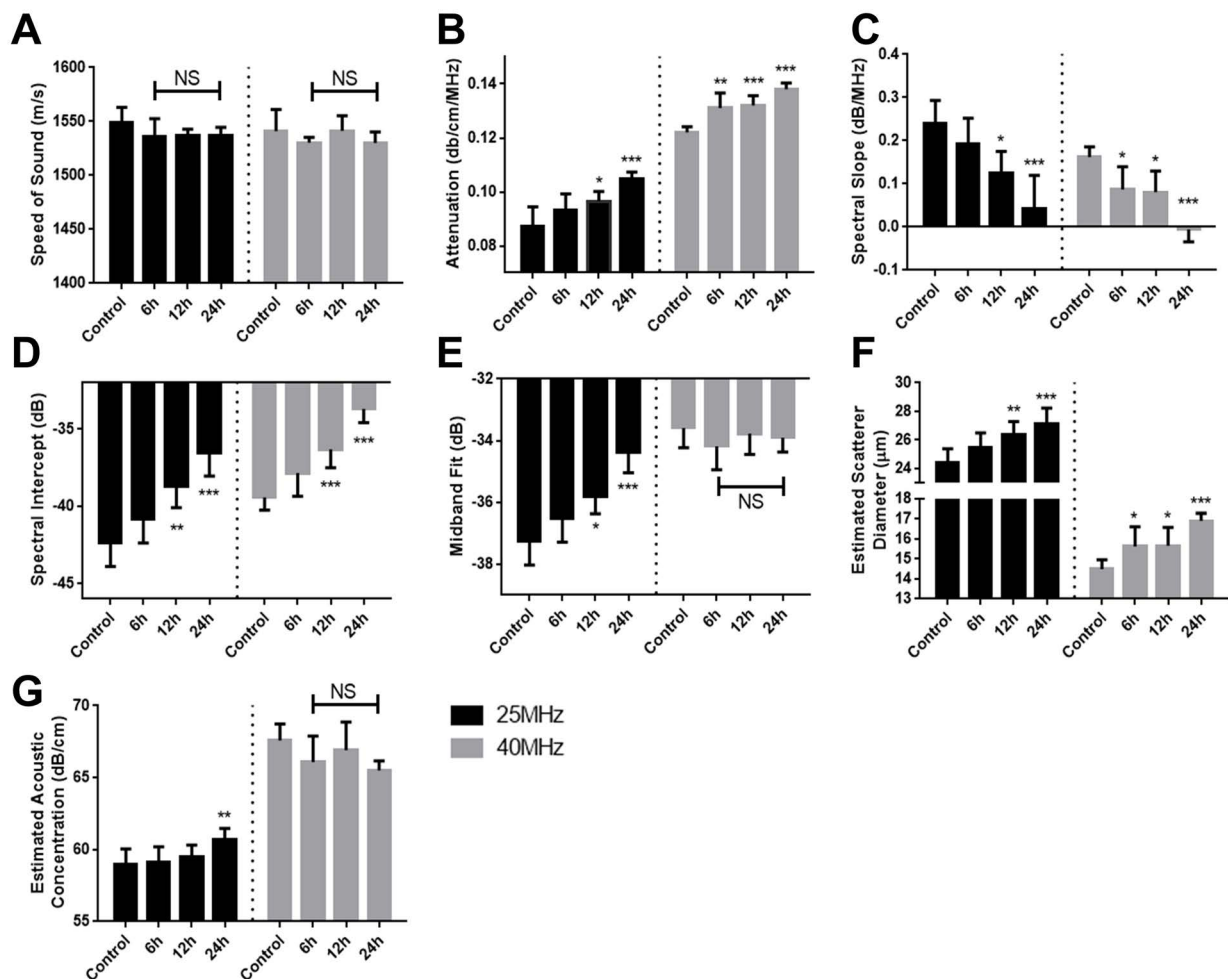 A
Speed of Sound (m/s)
1600
1550
1500
1450
1400
NS
NS
Control
6h
12h
24h
Control
6h
12h
24h
B
Attenuation (db/cm/MHz)
0.14
0.12
0.10
0.08
*
***
**
***
***
Control
6h
12h
24h
Control
6h
12h
24h
C
Spectral Slope (dB/MHz)
0.4
0.3
0.2
0.1
0.0
-0.1
*
***
*
*
***
Control
6h
12h
24h
Control
6h
12h
24h
D
Spectral Intercept (dB)
-35
-40
-45
**
***
***
***
Control
6h
12h
24h
Control
6h
12h
24h
E
Midband Fit (dB)
-32
-34
-36
-38
*
***
NS
Control
6h
12h
24h
Control
6h
12h
24h
F
Estimated Scatterer
Diameter (μm)
30
28
26
24
18
17
16
15
14
13
**
***
*
*
***
Control
6h
12h
24h
Control
6h
12h
24h
G
Estimated Acoustic
Concentration (dB/cm)
70
65
60
55
**
NS
Control
6h
12h
24h
Control
6h
12h
24h
25MHz
40MHz